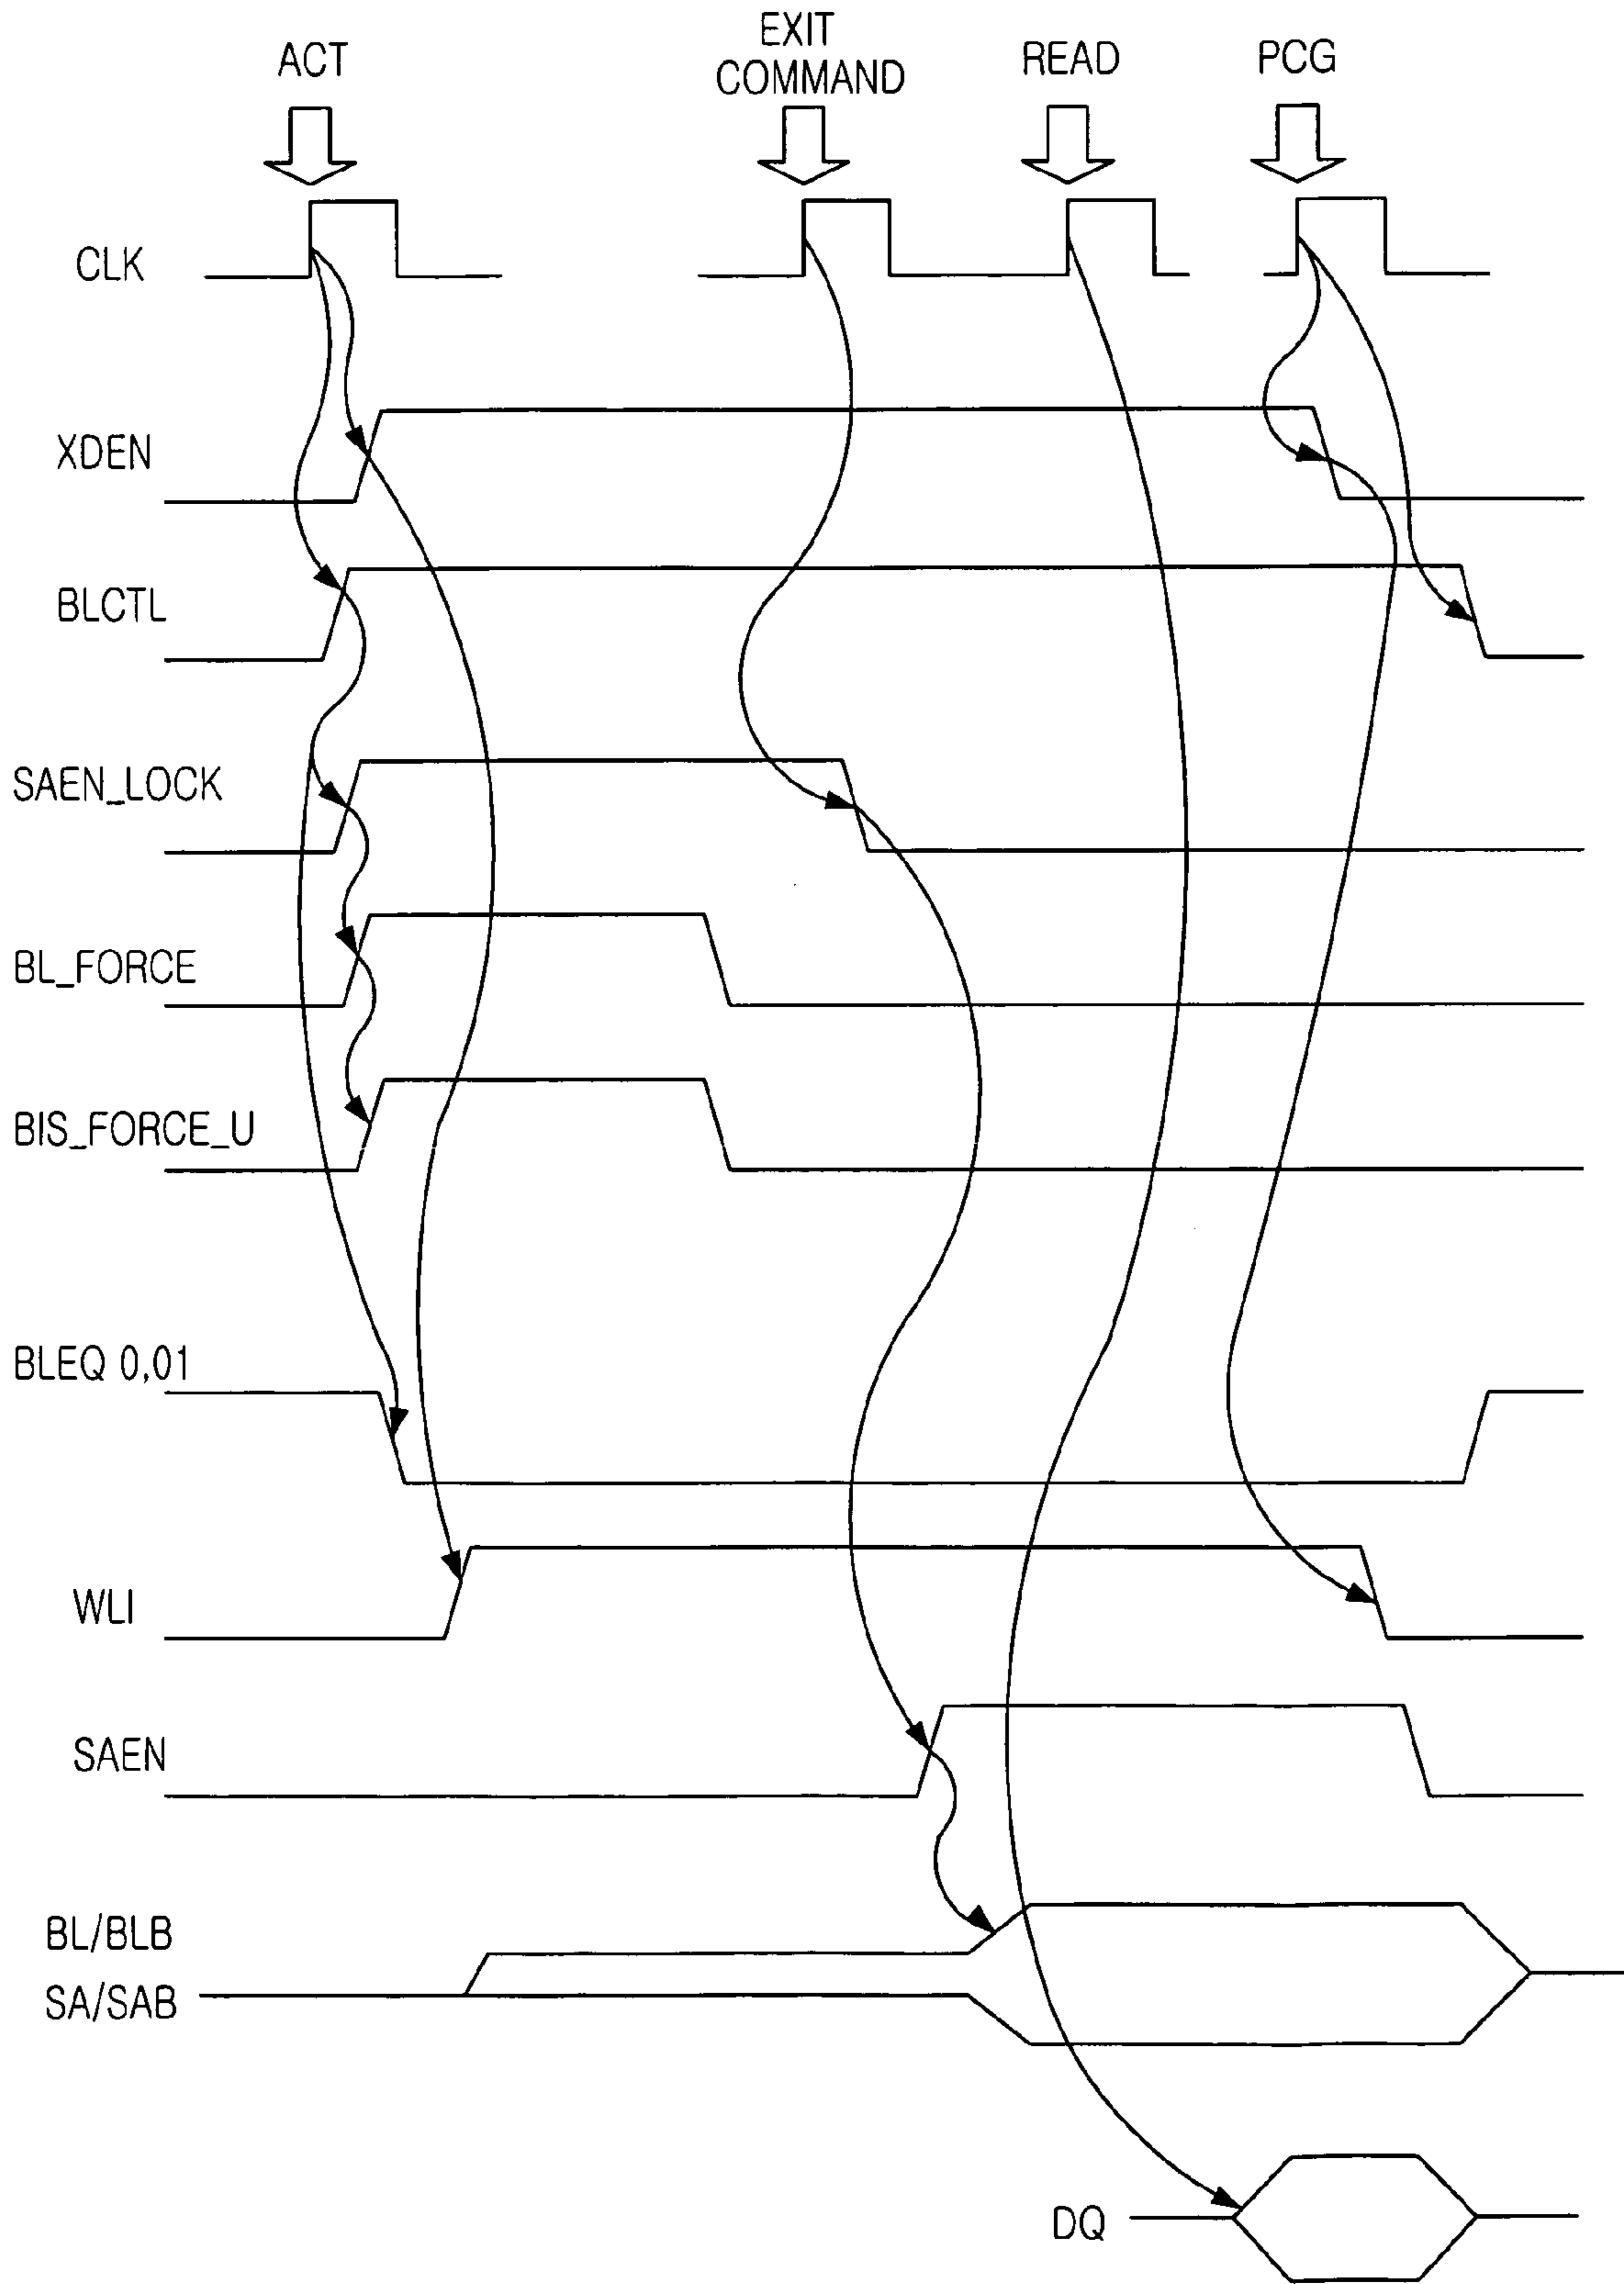 ACT
EXIT
COMMAND
READ
PCG
CLK
XDEN
BLCTL
SAEN_LOCK
BL_FORCE
BIS_FORCE_U
BLEQ 0,01
WLI
SAEN
BL/BLB
SA/SAB
DQ